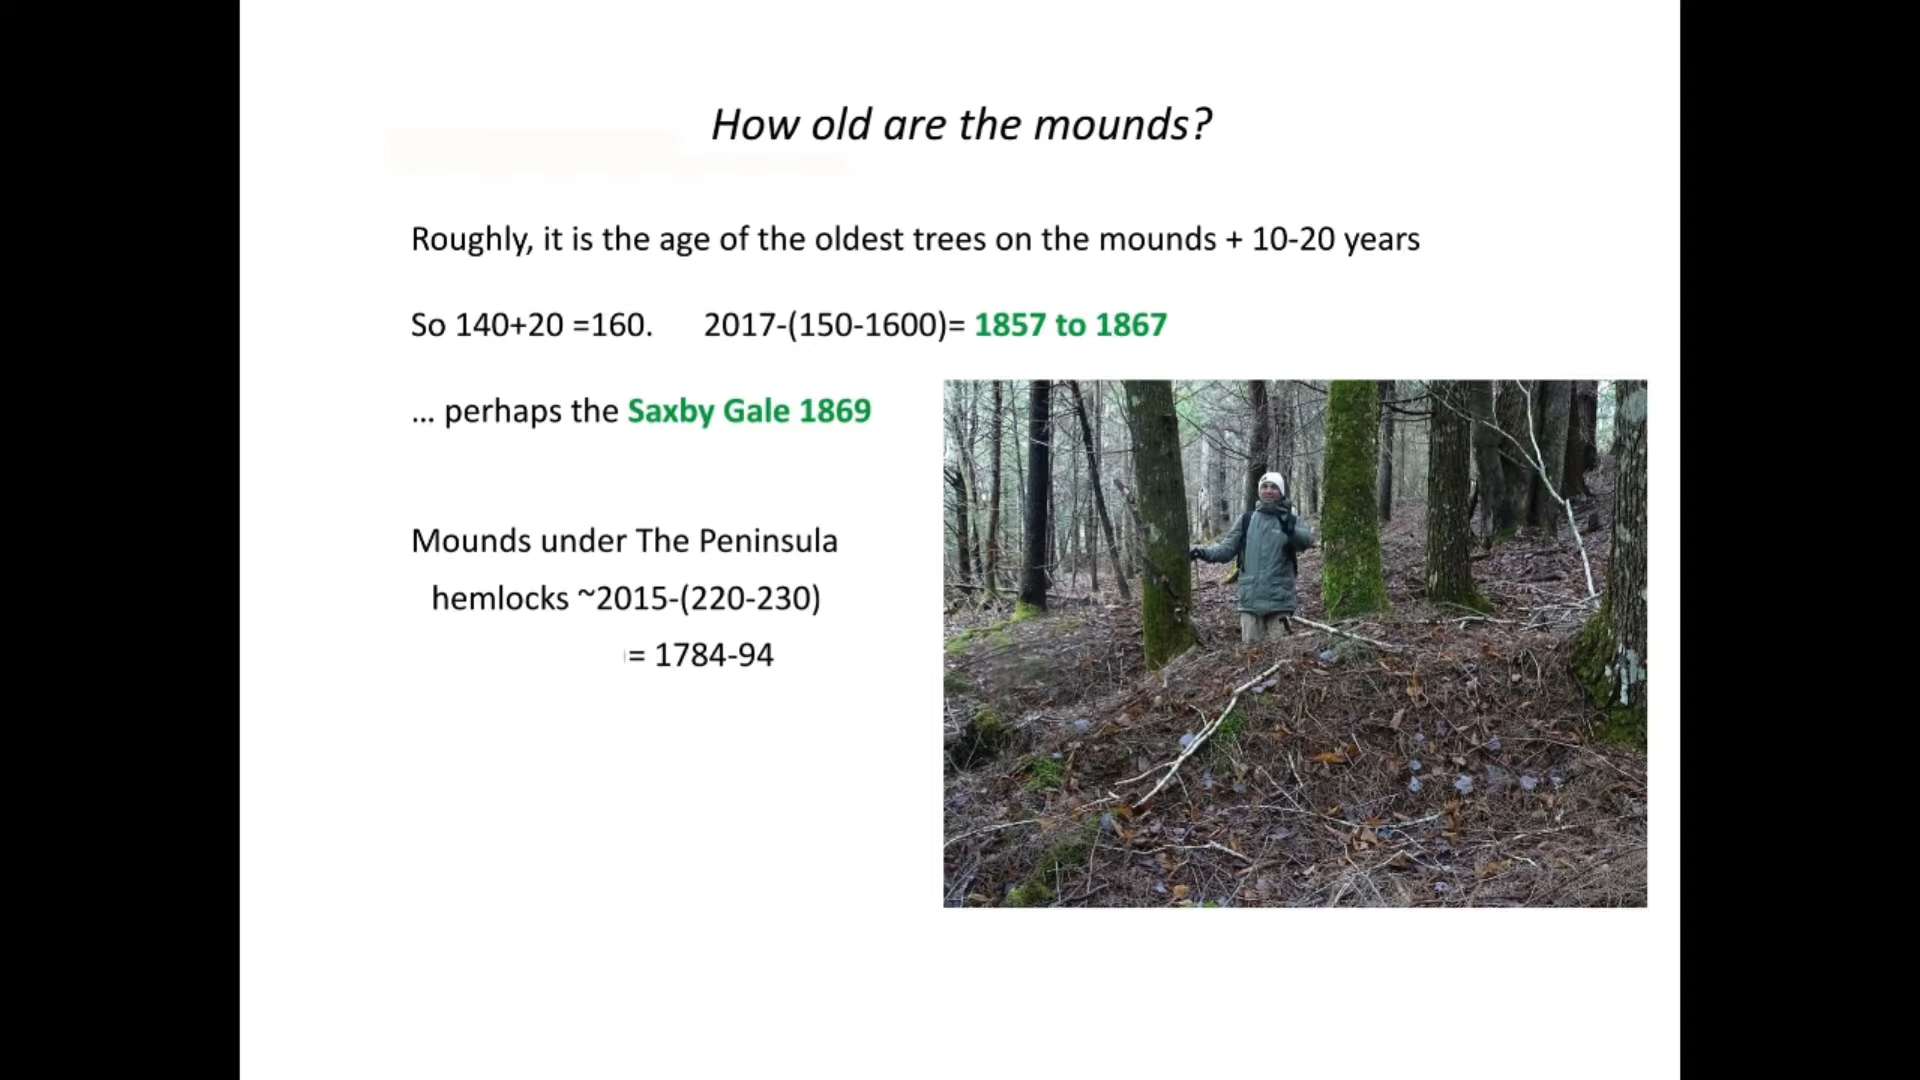 How old are the mounds?
Roughly, it is the age of the oldest trees on the mounds + 10-20 years
So 140+20 =160. 2017-(150-1600)= 1857 to 1867
... perhaps the Saxby Gale 1869
Mounds under The Peninsula
hemlocks ~2015-(220-230)
= 1784-94